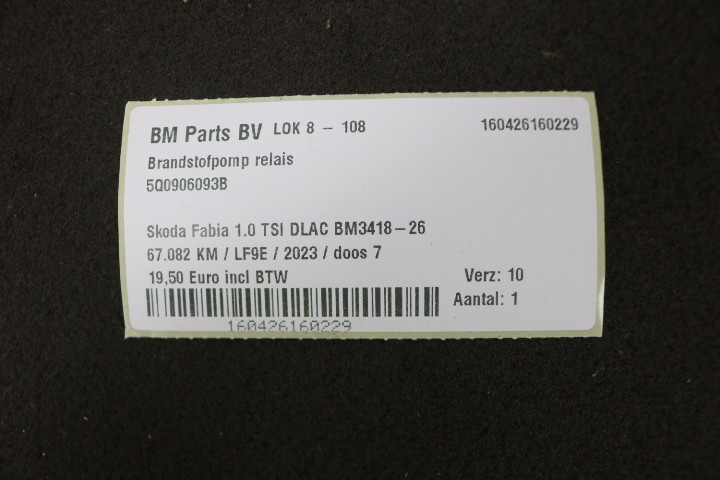 BM Parts BV LOK 8 - 108 160426160229
Brandstofpomp relais
5Q0906093B
Skoda Fabia 1.0 TSI DLAC BM3418-26
67.082 KM / LF9E / 2023 / doos 7
19,50 Euro incl BTW Verz: 10
Aantal: 1
160426160229